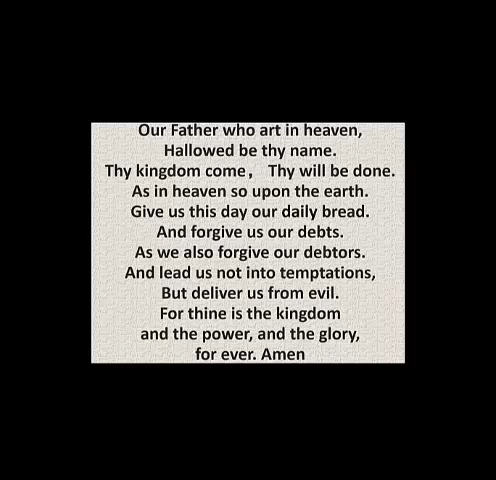 Our Father who art in heaven,
Hallowed be thy name.
Thy kingdom come， Thy will be done.
As in heaven so upon the earth.
Give us this day our daily bread.
And forgive us our debts.
As we also forgive our debtors.
And lead us not into temptations,
But deliver us from evil.
For thine is the kingdom
and the power, and the glory,
for ever. Amen